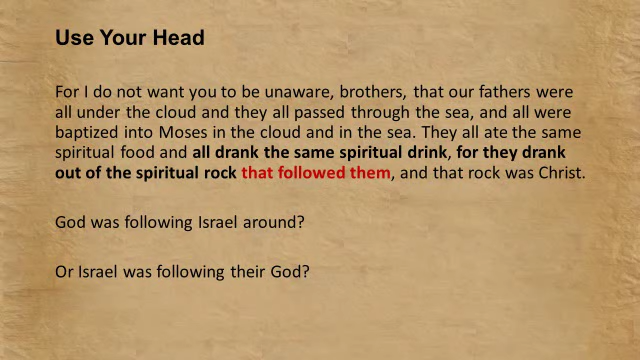 Use Your Head
For I do not want you to be unaware, brothers, that our fathers were
all under the cloud and they all passed through the sea, and all were
baptized into Moses in the cloud and in the sea. They all ate the same
spiritual food and all drank the same spiritual drink, for they drank
out of the spiritual rock that followed them, and that rock was Christ.
God was following Israel around?
Or Israel was following their God?